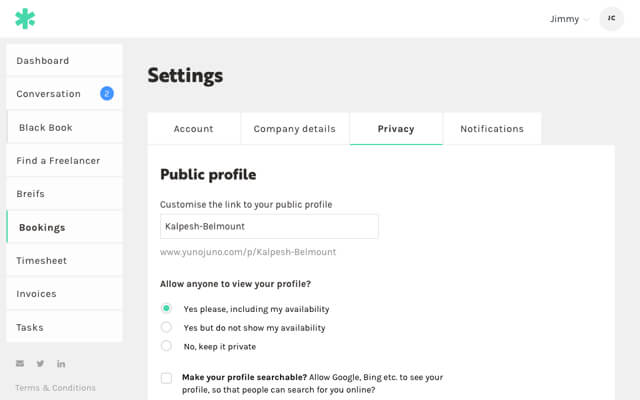 Jimmy
JC
Dashboard
Conversation 2
Black Book
Find a Freelancer
Breifs
Bookings
Timesheet
Invoices
Tasks
Terms & Conditions
Settings
Account Company details Privacy Notifications
Public profile
Customise the link to your public profile
Kalpesh-Belmount
www.yunojuno.com/p/Kalpesh-Belmount
Allow anyone to view your profile?
Yes please, including my availability
Yes but do not show my availability
No, keep it private
Make your profile searchable? Allow Google, Bing etc. to see your
profile, so that people can search for you online?